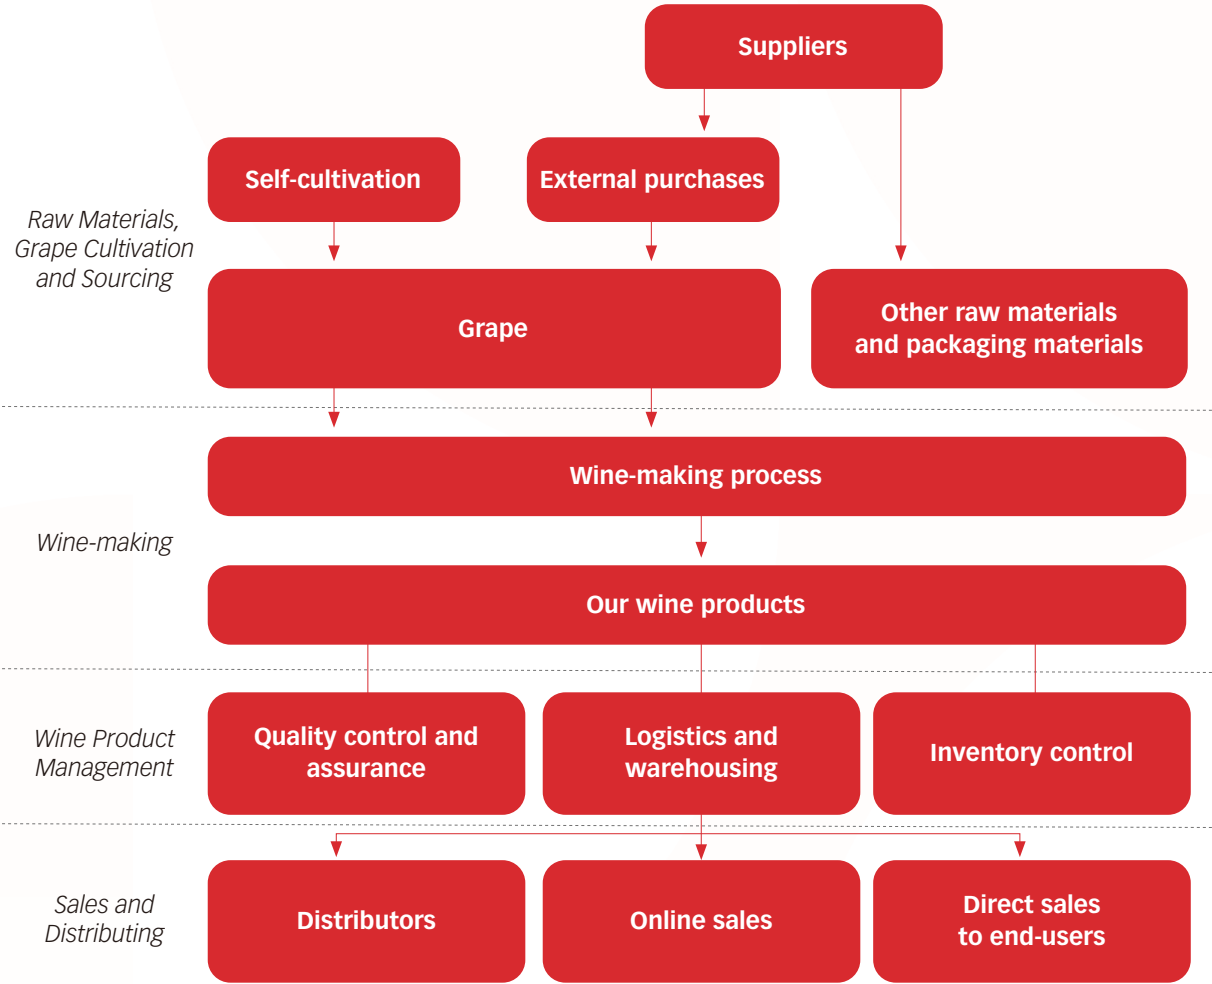 Suppliers
Self-cultivation
External purchases
Raw Materials,
Grape Cultivation
and Sourcing
Grape
Other raw materials
and packaging materials
Wine-making process
Wine-making
Our wine products
Wine Product
Management
Quality control and
assurance
Logistics and
warehousing
Inventory control
Sales and
Distributing
Distributors
Online sales
Direct sales
to end-users